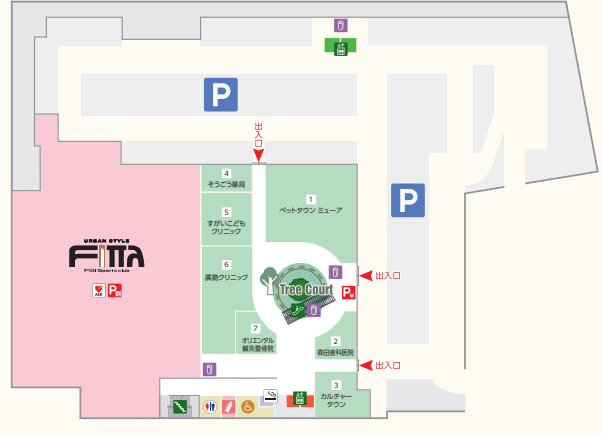 P
出入口
4
そうごう薬局
1
ペットタウン ミューア
5
すがいこども
クリニック
P
URBAN STYLE
FITTA
Fuji Sports club
AED
P
6
廣島クリニック
Tree Court
P
出入口
7
オリエンタル
鍼灸整骨院
2
森田歯科医院
出入口
3
カルチャー
タウン